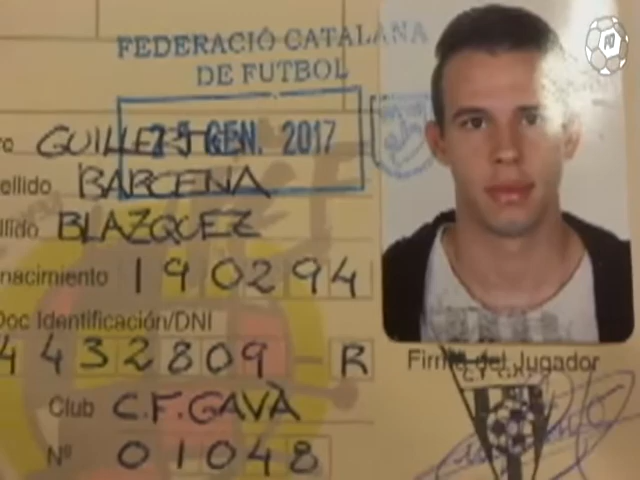 FEDERACIÓ CATALANA
DE FUTBOL
25 GEN. 2017
BARCENA
BLAZQUEZ
nacimiento 190294
Doc Identificación/DNI
4432809-R
Club C.F. GAVÀ
Nº 01048
Firma del Jugador